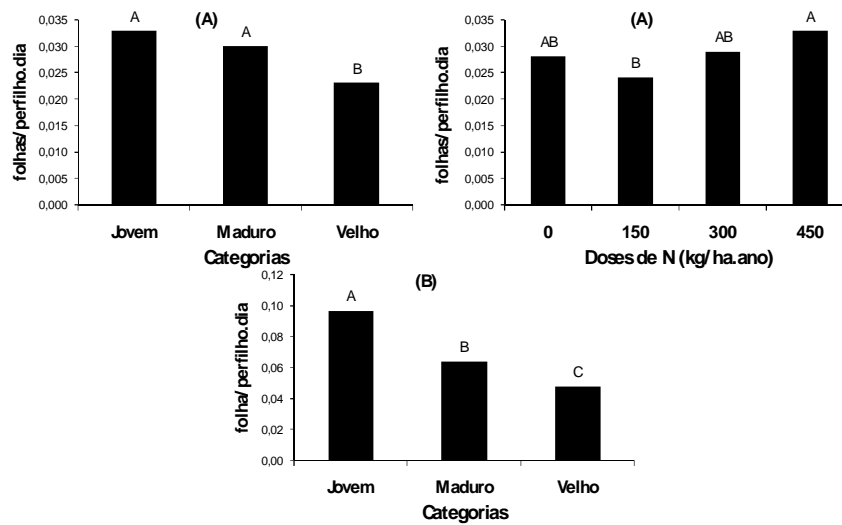 (A)
folhas/perfilho.dia
0,035
0,030
0,025
0,020
0,015
0,010
0,005
0,000
A
A
B
Jovem Maduro Velho
Categorias
(A)
folhas/perfilho.dia
0,035
0,030
0,025
0,020
0,015
0,010
0,005
0,000
AB
B
AB
A
0 150 300 450
Doses de N (kg/ha.ano)
(B)
folha/perfilho.dia
0,12
0,10
0,08
0,06
0,04
0,02
0,00
A
B
C
Jovem Maduro Velho
Categorias